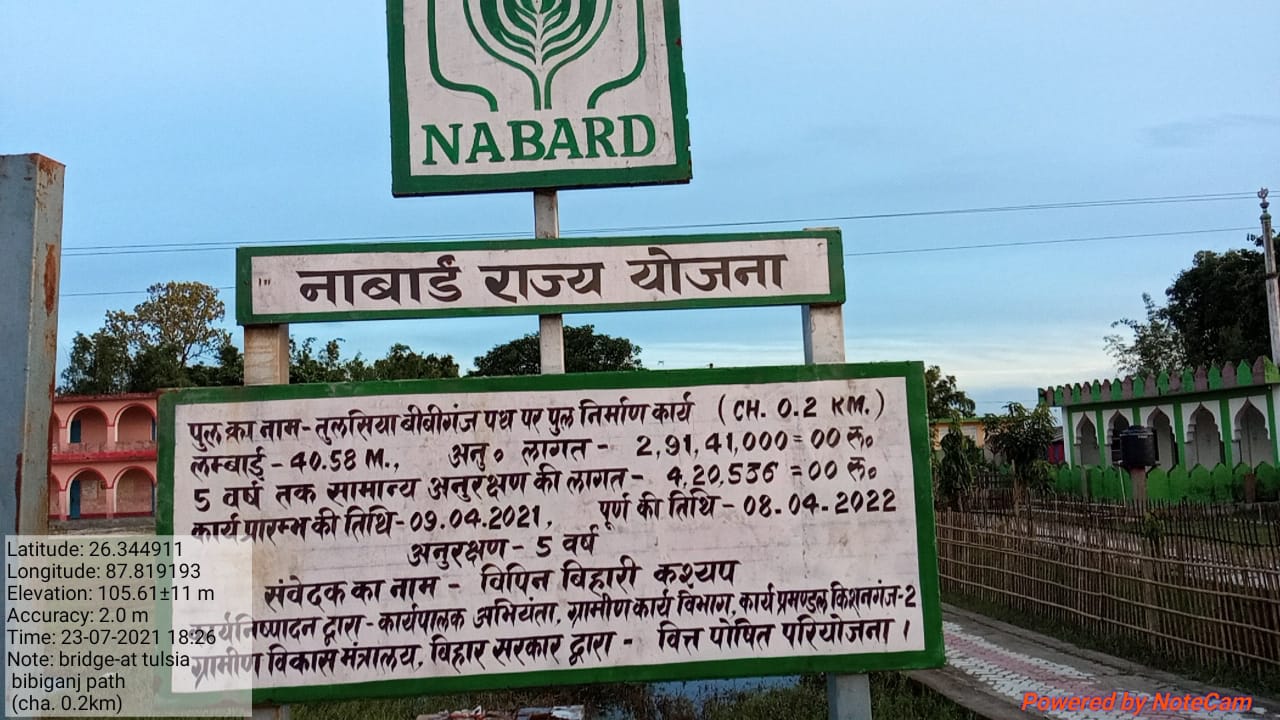 NABARD
नाबार्ड राज्य योजना
पुल का नाम- तुलसिया बीबीगंज पथ पर पुल निर्माण कार्य (CH. 0.2 KM.)
लम्बाई - 40.58 M., अनु० लागत - 2,91,41,000=00 रू०
5 वर्ष तक सामान्य अनुरक्षण की लागत - 4,20,536 =00 रू०
कार्य प्रारम्भ की तिथि-09.04.2021, पूर्ण की तिथि - 08.04.2022
अनुरक्षण - 5 वर्ष
संवेदक का नाम - विपिन विहारी कश्यप
कार्यनिष्पादन द्वारा - कार्यपालक अभियंता, ग्रामीण कार्य विभाग, कार्य प्रमण्डल किशनगंज-2
ग्रामीण विकास मंत्रालय, विहार सरकार द्वारा - वित्त पोषित परियोजना ।
Latitude: 26.344911
Longitude: 87.819193
Elevation: 105.61±11 m
Accuracy: 2.0 m
Time: 23-07-2021 18:26
Note: bridge-at tulsia
bibiganj path
(cha. 0.2km)
Powered by NoteCam